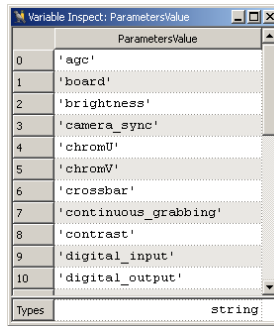 Variable Inspect: ParametersValue
ParametersValue
0 'agc'
1 'board'
2 'brightness'
3 'camera_sync'
4 'chromU'
5 'chromV'
6 'crossbar'
7 'continuous_grabbing'
8 'contrast'
9 'digital_input'
10 'digital_output'
Types string